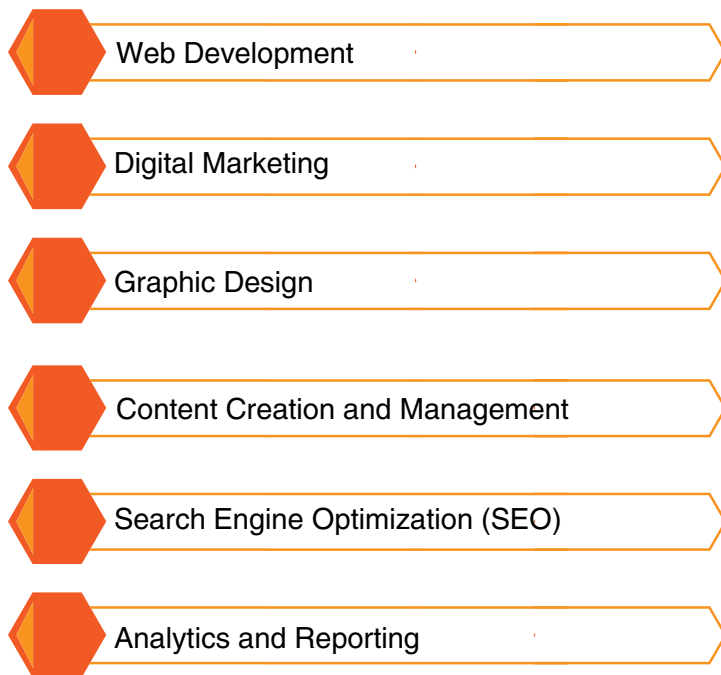 Web Development
Digital Marketing
Graphic Design
Content Creation and Management
Search Engine Optimization (SEO)
Analytics and Reporting